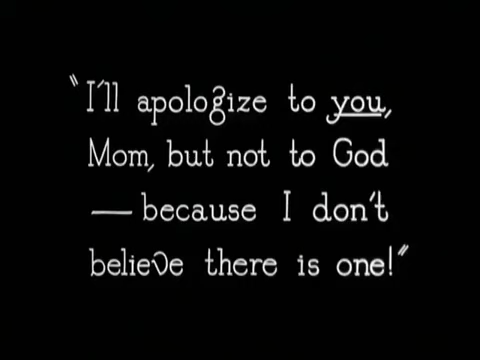 "I'll apologize to you,
Mom, but not to God
—because I don't
believe there is one!"